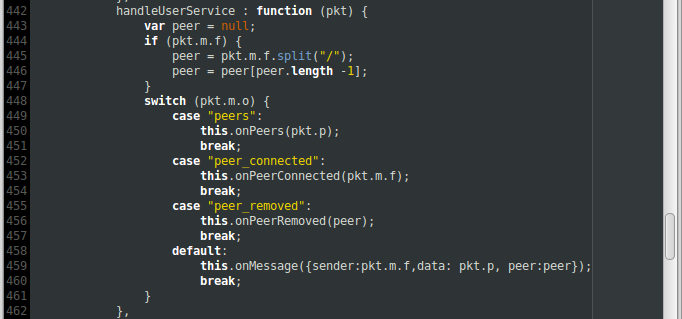 442 handleUserService : function (pkt) {
443 var peer = null;
444 if (pkt.m.f) {
445 peer = pkt.m.f.split("/");
446 peer = peer[peer.length -1];
447 }
448 switch (pkt.m.o) {
449 case "peers":
450 this.onPeers(pkt.p);
451 break;
452 case "peer_connected":
453 this.onPeerConnected(pkt.m.f);
454 break;
455 case "peer_removed":
456 this.onPeerRemoved(peer);
457 break;
458 default:
459 this.onMessage({sender:pkt.m.f,data: pkt.p, peer:peer});
460 break;
461 }
462 },